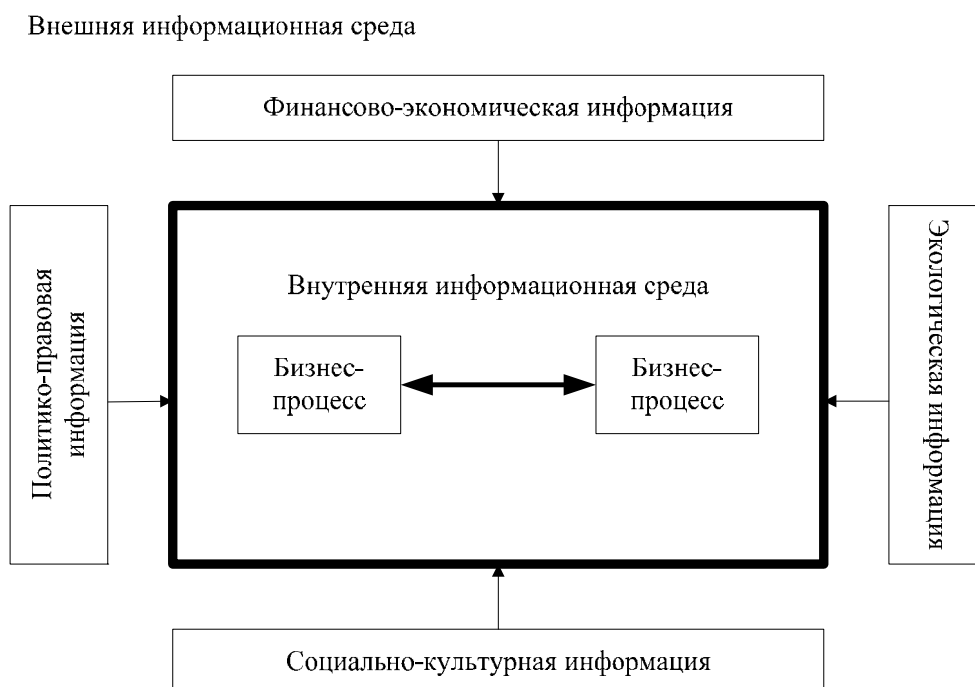 Внешняя информационная среда
Финансово-экономическая информация
Политико-правовая
информация
Внутренняя информационная среда
Бизнес-
процесс
Бизнес-
процесс
Экологическая информация
Социально-культурная информация